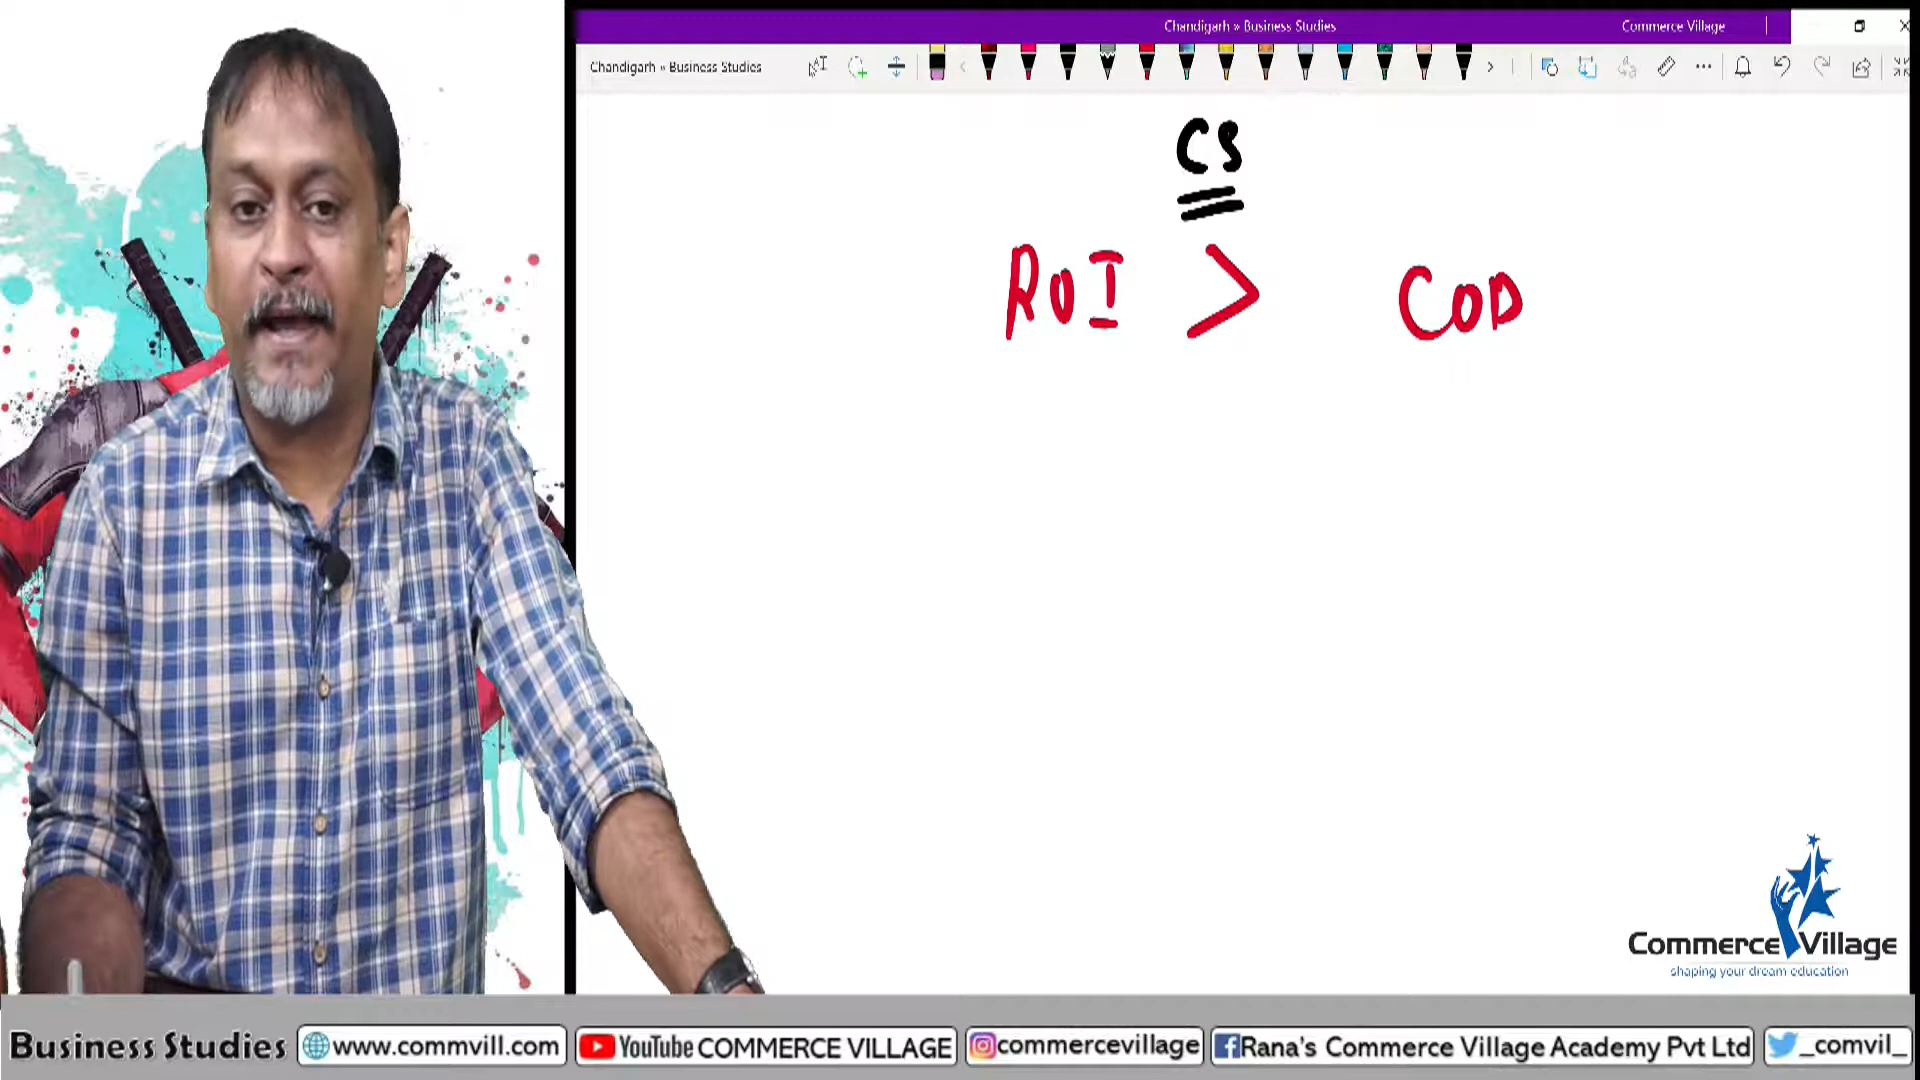 Chandigarh » Business Studies
Commerce Village
Chandigarh » Business Studies
CS
ROI > COD
Commerce Village
shaping your dream education
Business Studies
www.commvill.com
YouTube COMMERCE VILLAGE
commercevillage
Rana's Commerce Village Academy Pvt Ltd
_comvil_